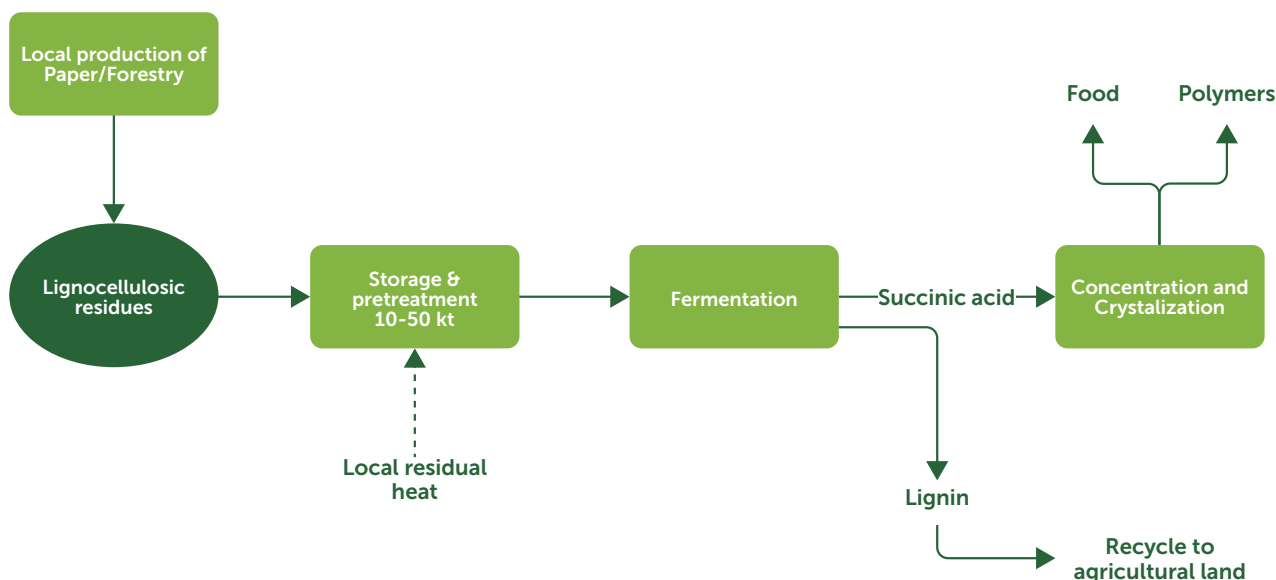 Local production of
Paper/Forestry
Food
Polymers
Lignocellulosic
residues
Storage &
pretreatment
10-50 kt
Fermentation
Succinic acid
Concentration and
Crystalization
Local residual
heat
Lignin
Recycle to
agricultural land